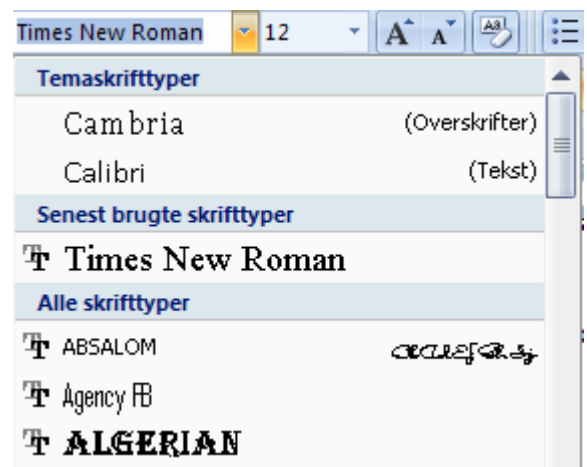 Times New Roman 12
Temaskrifttyper
Cambria (Overskrifter)
Calibri (Tekst)
Senest brugte skrifttyper
Times New Roman
Alle skrifttyper
ABSALOM
Agency FB
ALGERIAN